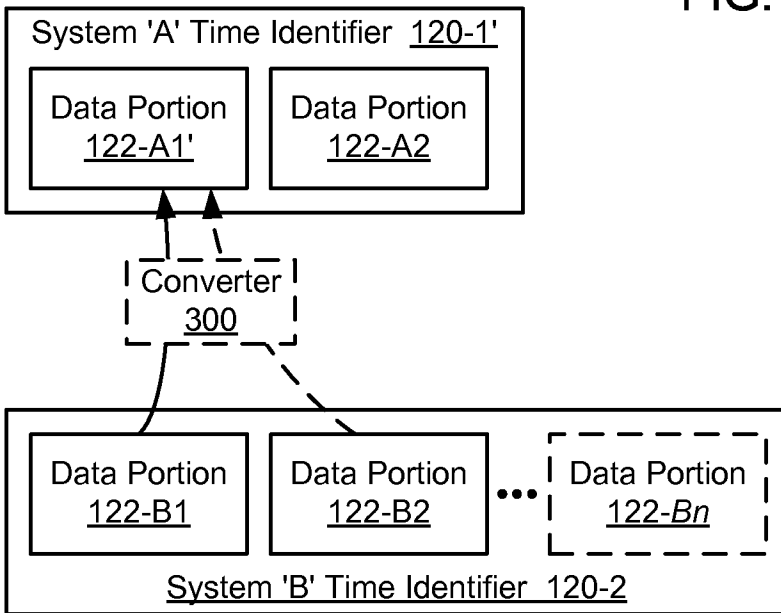 FIG.
System 'A' Time Identifier 120-1'
Data Portion
122-A1'
Data Portion
122-A2
Converter
300
Data Portion
122-B1
Data Portion
122-B2
•••
Data Portion
122-Bn
System 'B' Time Identifier 120-2